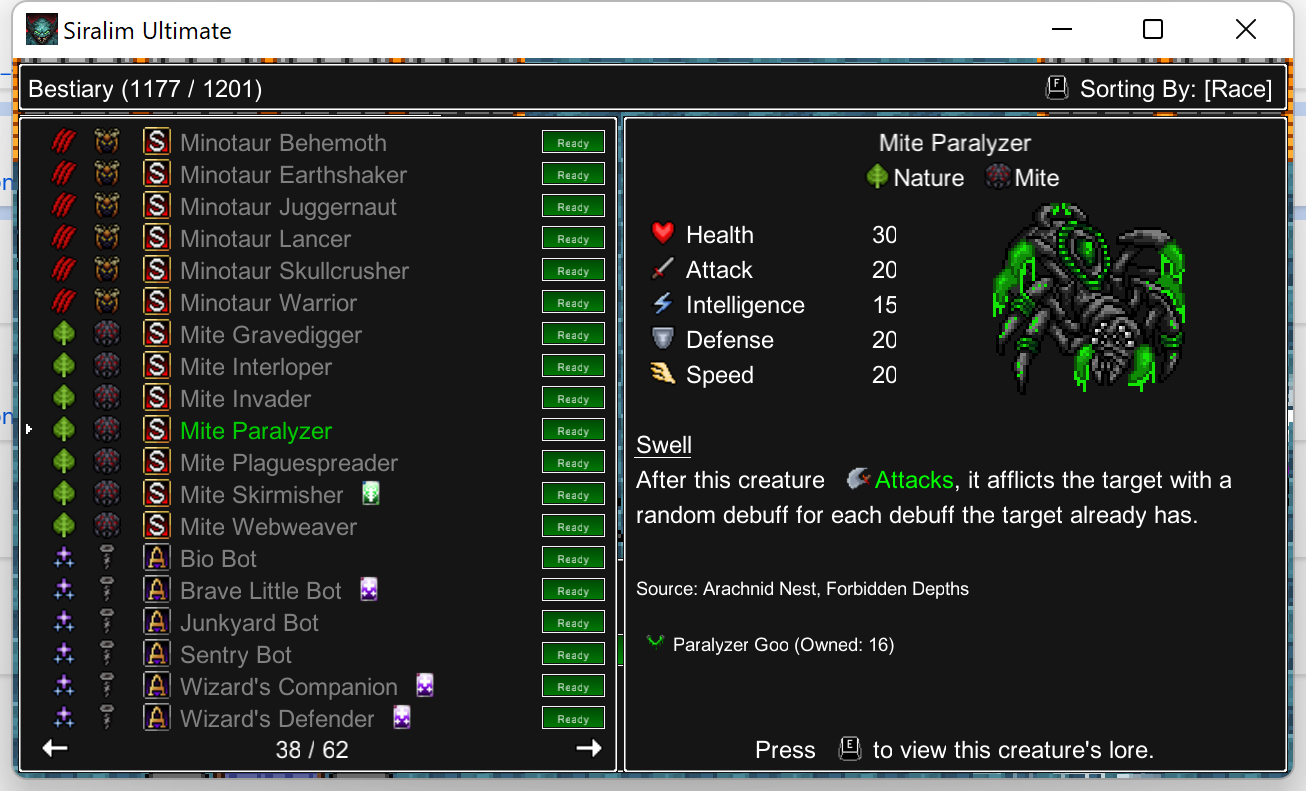 Siralim Ultimate
Bestiary (1177 / 1201)
F Sorting By: [Race]
S Minotaur Behemoth Ready
S Minotaur Earthshaker Ready
S Minotaur Juggernaut Ready
S Minotaur Lancer Ready
S Minotaur Skullcrusher Ready
S Minotaur Warrior Ready
S Mite Gravedigger Ready
S Mite Interloper Ready
S Mite Invader Ready
S Mite Paralyzer Ready
S Mite Plaguespreader Ready
S Mite Skirmisher Ready
S Mite Webweaver Ready
A Bio Bot Ready
A Brave Little Bot Ready
A Junkyard Bot Ready
A Sentry Bot Ready
A Wizard's Companion Ready
A Wizard's Defender Ready
38 / 62
Mite Paralyzer
Nature Mite
Health 30
Attack 20
Intelligence 15
Defense 20
Speed 20
Swell
After this creature Attacks, it afflicts the target with a
random debuff for each debuff the target already has.
Source: Arachnid Nest, Forbidden Depths
Paralyzer Goo (Owned: 16)
Press E to view this creature's lore.